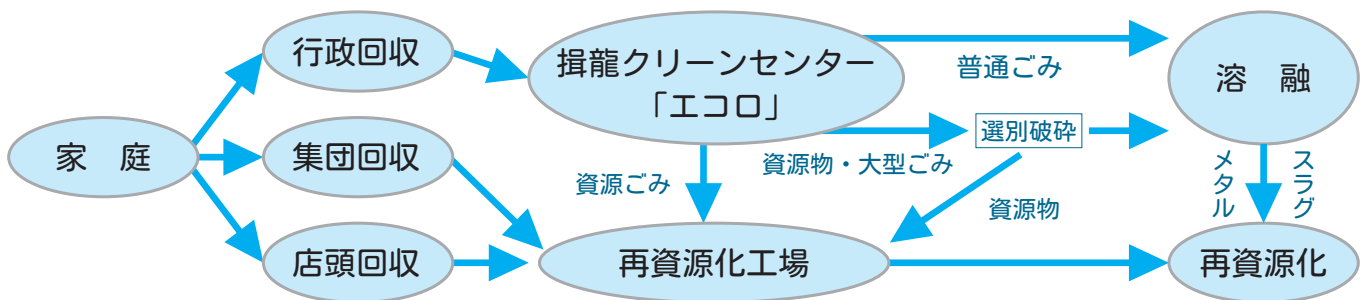 家　庭
行政回収
集団回収
店頭回収
揖龍クリーンセンター
「エコロ」
普通ごみ
資源物・大型ごみ
選別破砕
資源ごみ
資源物
再資源化工場
溶　融
メタル
スラグ
再資源化